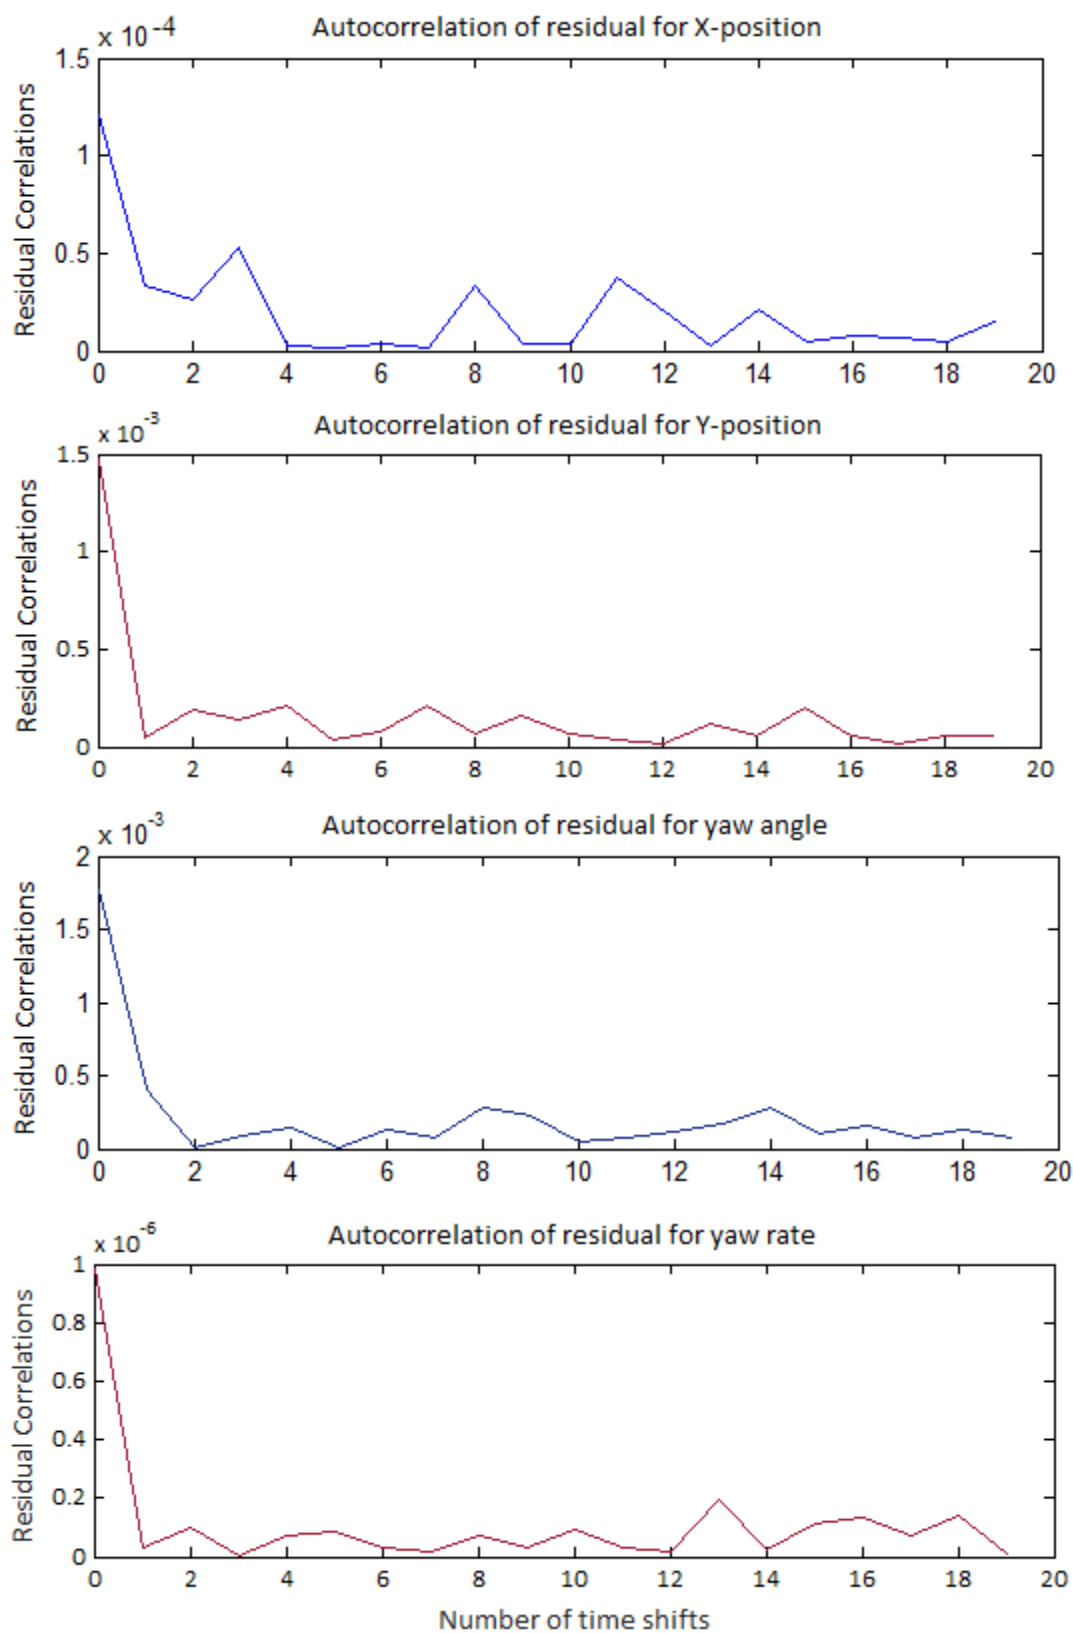 Autocorrelation of residual for X-position
x 10^-4
Residual Correlations
1.5
1
0.5
0
0 2 4 6 8 10 12 14 16 18 20
Autocorrelation of residual for Y-position
x 10^-3
Residual Correlations
1.5
1
0.5
0
0 2 4 6 8 10 12 14 16 18 20
Autocorrelation of residual for yaw angle
x 10^-3
Residual Correlations
2
1.5
1
0.5
0
0 2 4 6 8 10 12 14 16 18 20
Autocorrelation of residual for yaw rate
x 10^-6
Residual Correlations
1
0.8
0.6
0.4
0.2
0
0 2 4 6 8 10 12 14 16 18 20
Number of time shifts